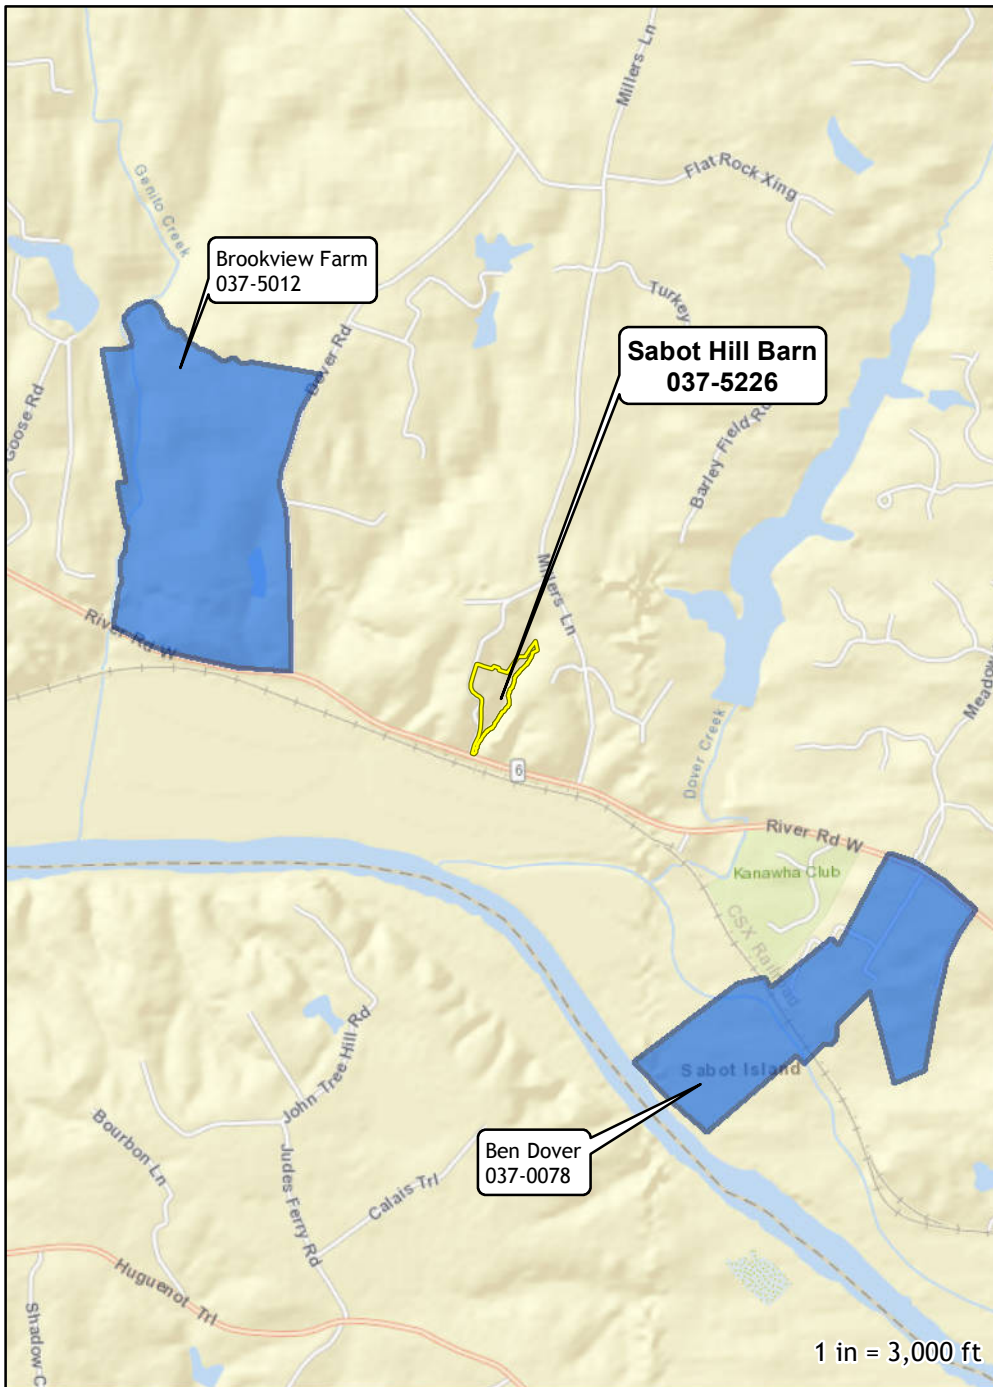 Millers Ln
Flat Rock Xing
Genito Creek
Brookview Farm
037-5012
Turkey
Dover Rd
Sabot Hill Barn
037-5226
Goose Rd
Barley Field Rd
Millers Ln
River Rd W
Meadow
Dover Creek
6
River Rd W
Kanawha Club
CSX Railroad
John Tree Hill Rd
Sabot Island
Bourbon Ln
Ben Dover
037-0078
Judes Ferry Rd
Calais Trl
Huguenot Trl
Shadow C
1 in = 3,000 ft